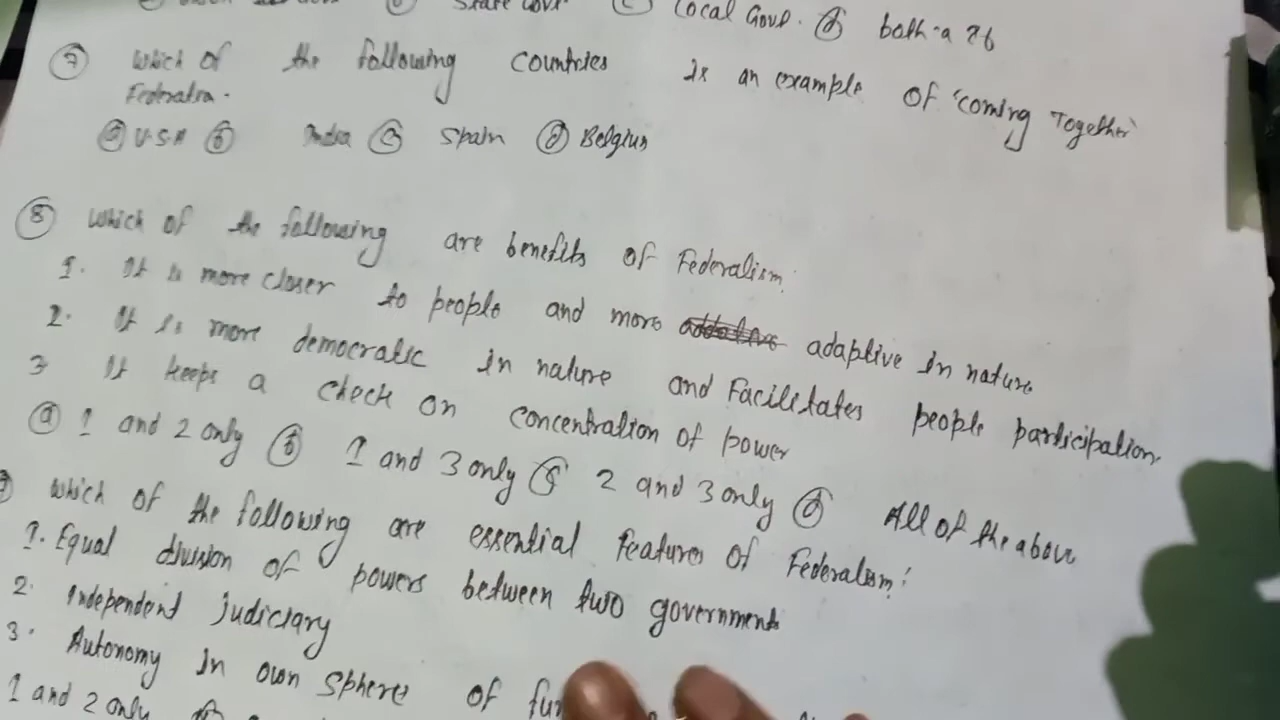 State Govt (c) Local Govt. (d) both a & b
(7) Which of the following countries is an example of 'coming Together'
Federation.
(a) U.S.A (b) India (c) Spain (d) Belgium
(8) Which of the following are benefits of Federalism.
1. It is more closer to people and more adaptive in nature
2. It is more democratic in nature and Facilitates people participation.
3 It keeps a check on concentration of power
(a) 1 and 2 only (b) 1 and 3 only (c) 2 and 3 only (d) All of the above
which of the following are essential features of Federalism?
1. Equal division of powers between two governments
2. Independent judiciary
3. Autonomy in own spheres of
1 and 2 only